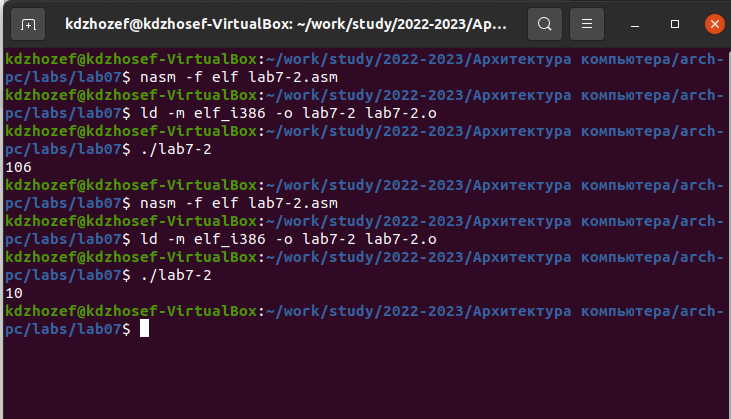 kdzhozef@kdzhosef-VirtualBox: ~/work/study/2022-2023/Ар...
kdzhozef@kdzhosef-VirtualBox:~/work/study/2022-2023/Архитектура компьютера/arch-
pc/labs/lab07$ nasm -f elf lab7-2.asm
kdzhozef@kdzhosef-VirtualBox:~/work/study/2022-2023/Архитектура компьютера/arch-
pc/labs/lab07$ ld -m elf_i386 -o lab7-2 lab7-2.o
kdzhozef@kdzhosef-VirtualBox:~/work/study/2022-2023/Архитектура компьютера/arch-
pc/labs/lab07$ ./lab7-2
106
kdzhozef@kdzhosef-VirtualBox:~/work/study/2022-2023/Архитектура компьютера/arch-
pc/labs/lab07$ nasm -f elf lab7-2.asm
kdzhozef@kdzhosef-VirtualBox:~/work/study/2022-2023/Архитектура компьютера/arch-
pc/labs/lab07$ ld -m elf_i386 -o lab7-2 lab7-2.o
kdzhozef@kdzhosef-VirtualBox:~/work/study/2022-2023/Архитектура компьютера/arch-
pc/labs/lab07$ ./lab7-2
10
kdzhozef@kdzhosef-VirtualBox:~/work/study/2022-2023/Архитектура компьютера/arch-
pc/labs/lab07$